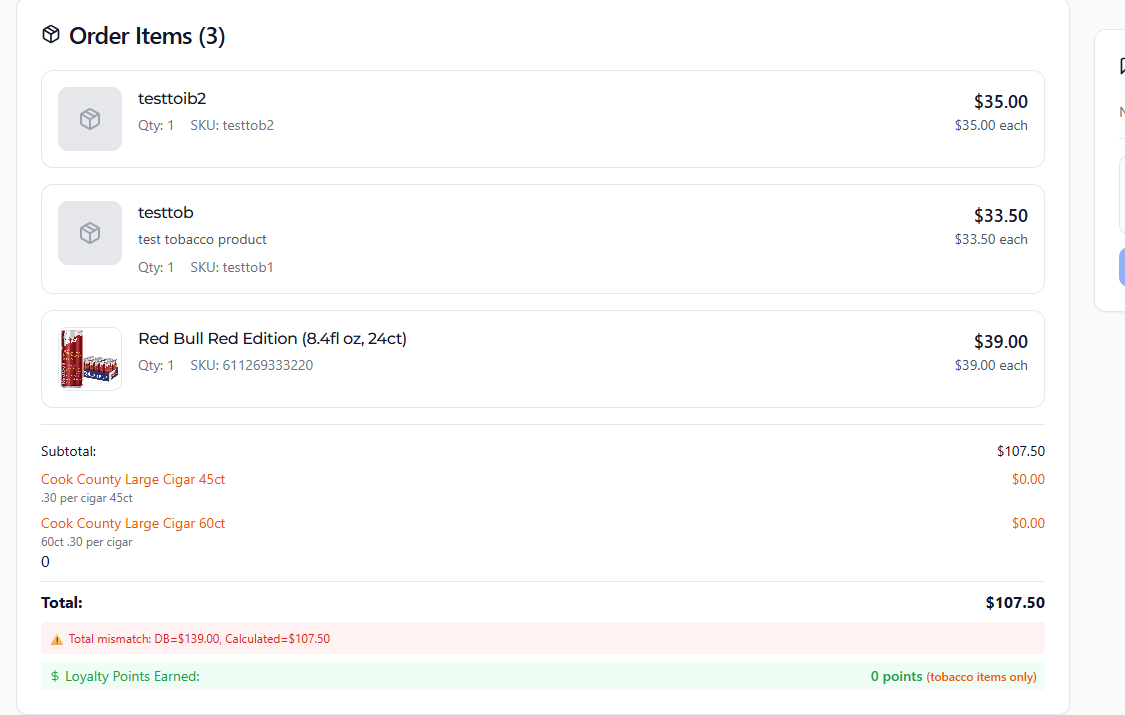 Order Items (3)
testtoib2
$35.00
Qty: 1 SKU: testtob2
$35.00 each
testtob
$33.50
test tobacco product
$33.50 each
Qty: 1 SKU: testtob1
Red Bull Red Edition (8.4fl oz, 24ct)
$39.00
Qty: 1 SKU: 611269333220
$39.00 each
Subtotal:
$107.50
Cook County Large Cigar 45ct
$0.00
.30 per cigar 45ct
Cook County Large Cigar 60ct
$0.00
60ct .30 per cigar
0
Total:
$107.50
⚠ Total mismatch: DB=$139.00, Calculated=$107.50
$ Loyalty Points Earned:
0 points (tobacco items only)